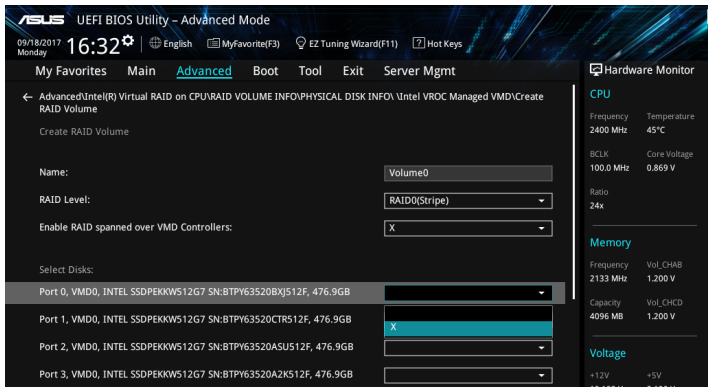 ASUS UEFI BIOS Utility – Advanced Mode
09/18/2017 Monday 16:32 English MyFavorite(F3) EZ Tuning Wizard(F11) ? Hot Keys
My Favorites Main Advanced Boot Tool Exit Server Mgmt
← Advanced\Intel(R) Virtual RAID on CPU\RAID VOLUME INFO\PHYSICAL DISK INFO\ \Intel VROC Managed VMD\Create
RAID Volume
Create RAID Volume
Name: Volume0
RAID Level: RAID0(Stripe)
Enable RAID spanned over VMD Controllers: X
Select Disks:
Port 0, VMD0, INTEL SSDPEKKW512G7 SN:BTPY63520BXJ512F, 476.9GB
Port 1, VMD0, INTEL SSDPEKKW512G7 SN:BTPY63520CTR512F, 476.9GB
X
Port 2, VMD0, INTEL SSDPEKKW512G7 SN:BTPY63520ASU512F, 476.9GB
Port 3, VMD0, INTEL SSDPEKKW512G7 SN:BTPY63520A2K512F, 476.9GB
Hardware Monitor
CPU
Frequency Temperature
2400 MHz 45°C
BCLK Core Voltage
100.0 MHz 0.869 V
Ratio
24x
Memory
Frequency Vol_CHAB
2133 MHz 1.200 V
Capacity Vol_CHCD
4096 MB 1.200 V
Voltage
+12V +5V